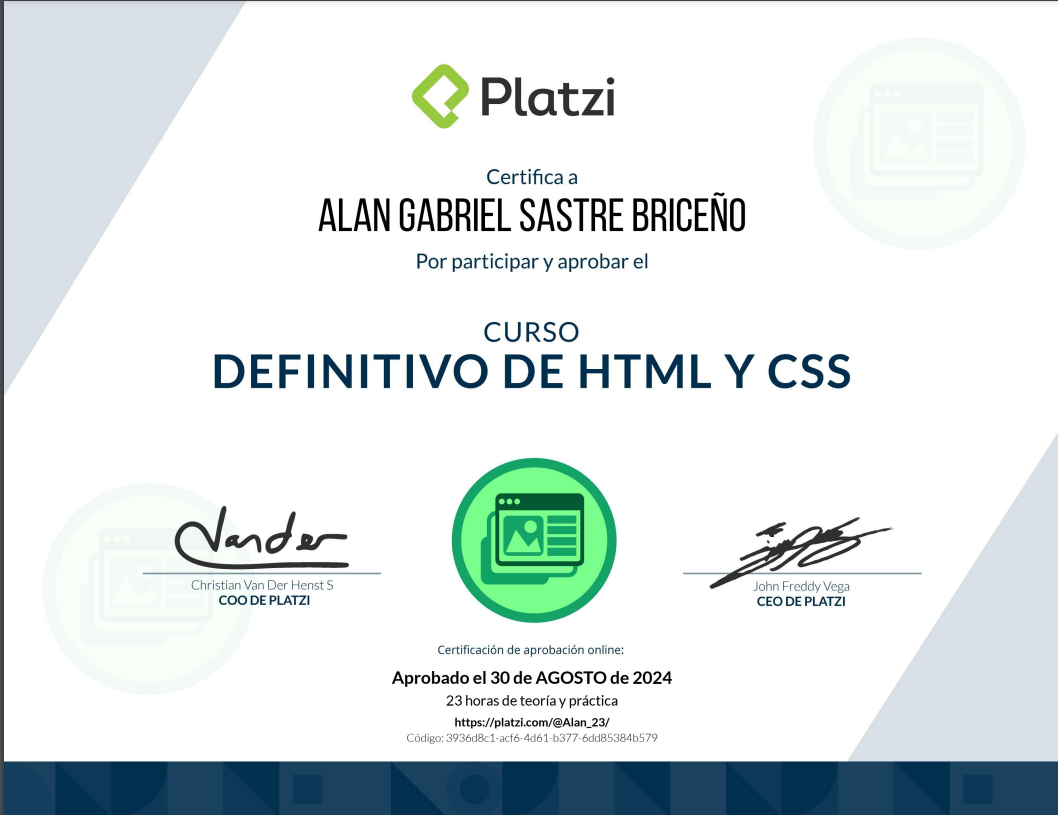 Platzi
Certifica a
ALAN GABRIEL SASTRE BRICEÑO
Por participar y aprobar el
CURSO
DEFINITIVO DE HTML Y CSS
Vander
Christian Van Der Henst S
COO DE PLATZI
John Freddy Vega
CEO DE PLATZI
Certificación de aprobación online:
Aprobado el 30 de AGOSTO de 2024
23 horas de teoría y práctica
https://platzi.com/@Alan_23/
Código: 3936d8c1-acf6-4d61-b377-6dd85384b579